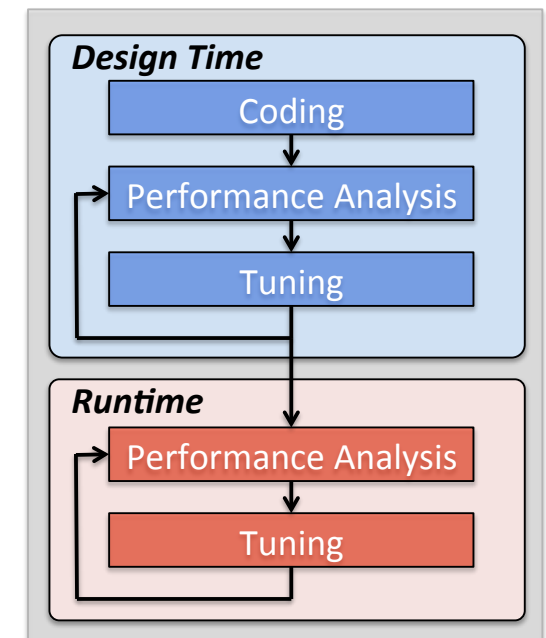 Design Time
Coding
Performance Analysis
Tuning
Runtime
Performance Analysis
Tuning